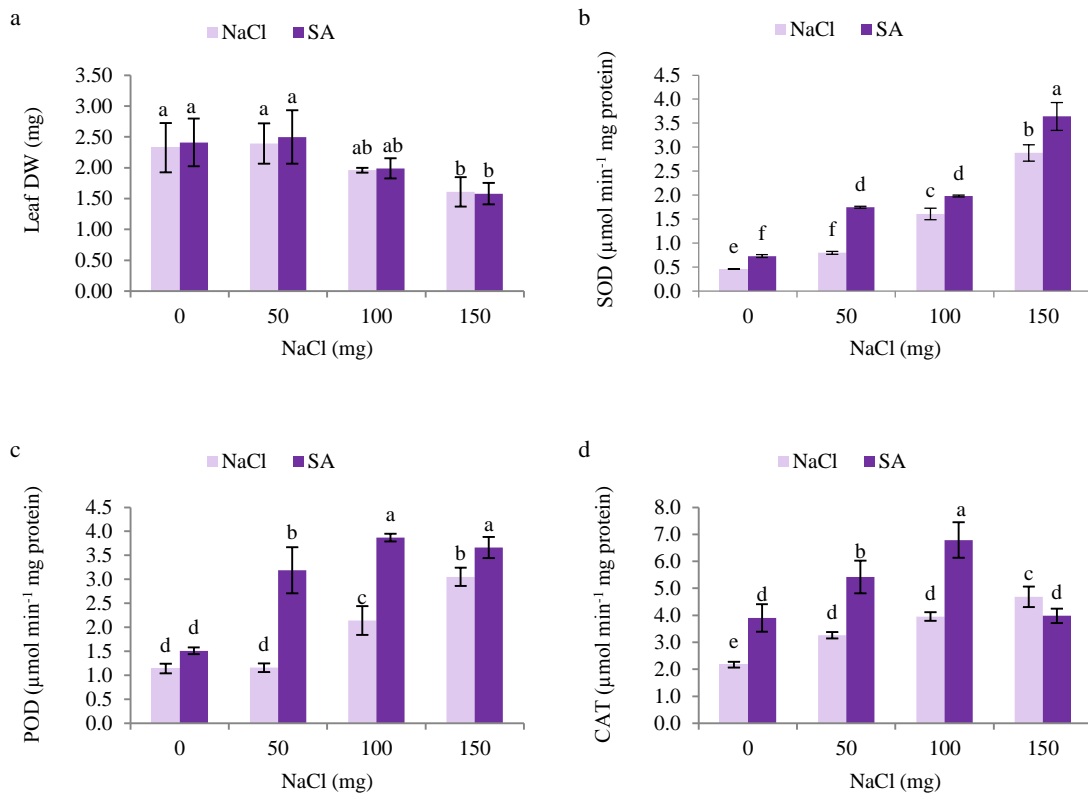 a
NaCl SA
Leaf DW (mg)
3.50
3.00
2.50
2.00
1.50
1.00
0.50
0.00
a a a a ab ab b b
0 50 100 150
NaCl (mg)
b
NaCl SA
SOD (µmol min⁻¹ mg protein)
4.5
4.0
3.5
3.0
2.5
2.0
1.5
1.0
0.5
0.0
e f f d c d b a
0 50 100 150
NaCl (mg)
c
NaCl SA
POD (µmol min⁻¹ mg protein)
4.5
4.0
3.5
3.0
2.5
2.0
1.5
1.0
0.5
0.0
d d d b c a b a
0 50 100 150
NaCl (mg)
d
NaCl SA
CAT (µmol min⁻¹ mg protein)
8.0
7.0
6.0
5.0
4.0
3.0
2.0
1.0
0.0
e d d b d a c d
0 50 100 150
NaCl (mg)